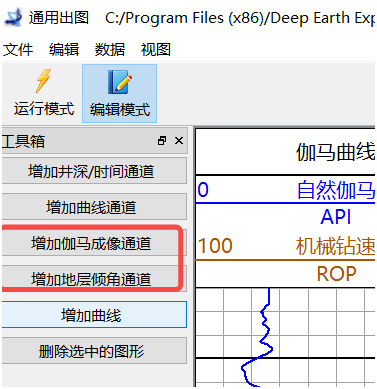 通用出图 C:/Program Files (x86)/Deep Earth Exp
文件 编辑 数据 视图
运行模式 编辑模式
工具箱
增加井深/时间通道
增加曲线通道
增加伽马成像通道
增加地层倾角通道
增加曲线
删除选中的图形
伽马曲线
0 自然伽马
API
100 机械钻速
ROP